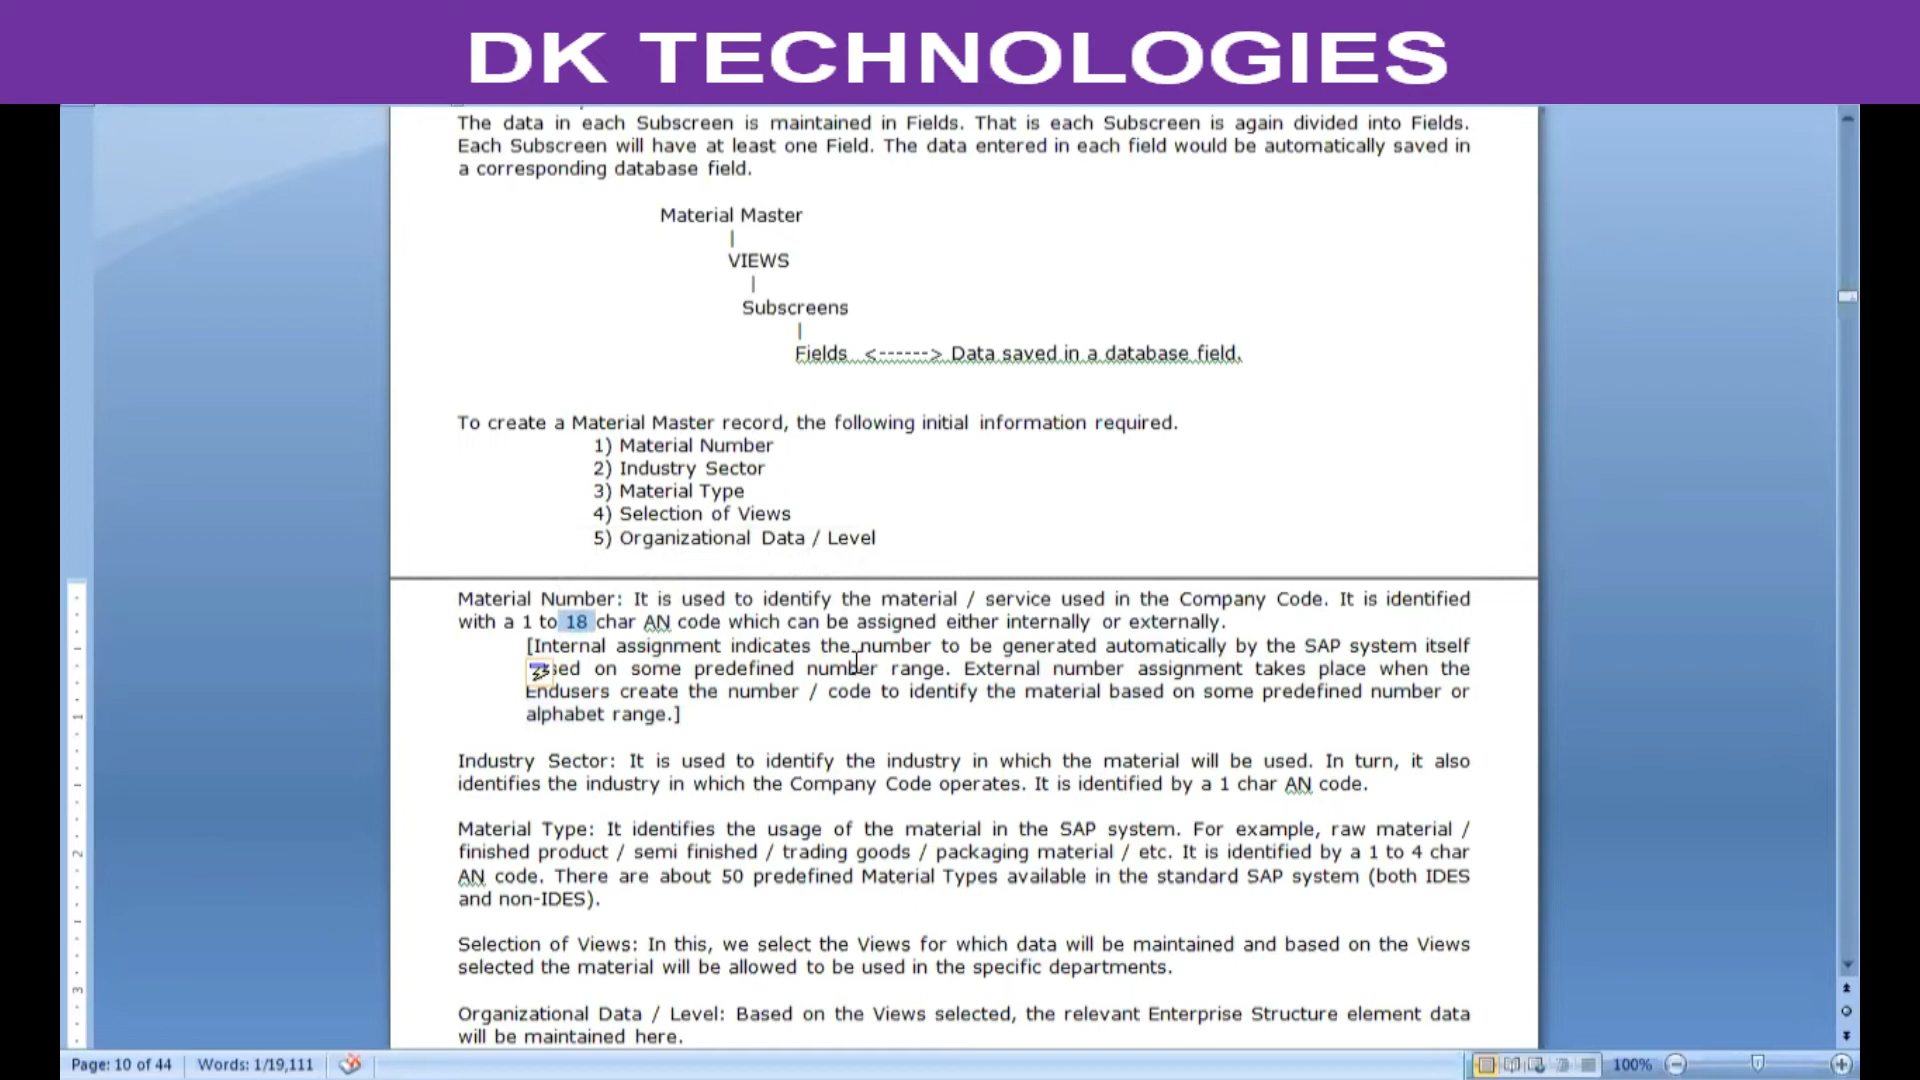 DK TECHNOLOGIES
The data in each Subscreen is maintained in Fields. That is each Subscreen is again divided into Fields.
Each Subscreen will have at least one Field. The data entered in each field would be automatically saved in
a corresponding database field.
Material Master
|
VIEWS
|
Subscreens
|
Fields <------> Data saved in a database field.
To create a Material Master record, the following initial information required.
1) Material Number
2) Industry Sector
3) Material Type
4) Selection of Views
5) Organizational Data / Level
Material Number: It is used to identify the material / service used in the Company Code. It is identified
with a 1 to 18 char AN code which can be assigned either internally or externally.
[Internal assignment indicates the number to be generated automatically by the SAP system itself
sed on some predefined number range. External number assignment takes place when the
Endusers create the number / code to identify the material based on some predefined number or
alphabet range.]
Industry Sector: It is used to identify the industry in which the material will be used. In turn, it also
identifies the industry in which the Company Code operates. It is identified by a 1 char AN code.
Material Type: It identifies the usage of the material in the SAP system. For example, raw material /
finished product / semi finished / trading goods / packaging material / etc. It is identified by a 1 to 4 char
AN code. There are about 50 predefined Material Types available in the standard SAP system (both IDES
and non-IDES).
Selection of Views: In this, we select the Views for which data will be maintained and based on the Views
selected the material will be allowed to be used in the specific departments.
Organizational Data / Level: Based on the Views selected, the relevant Enterprise Structure element data
will be maintained here.
Page: 10 of 44 Words: 1/19,111 100%